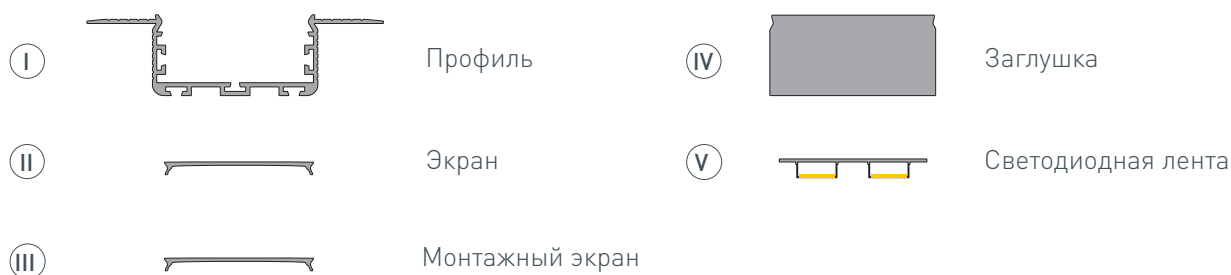 I Профиль
II Экран
III Монтажный экран
IV Заглушка
V Светодиодная лента